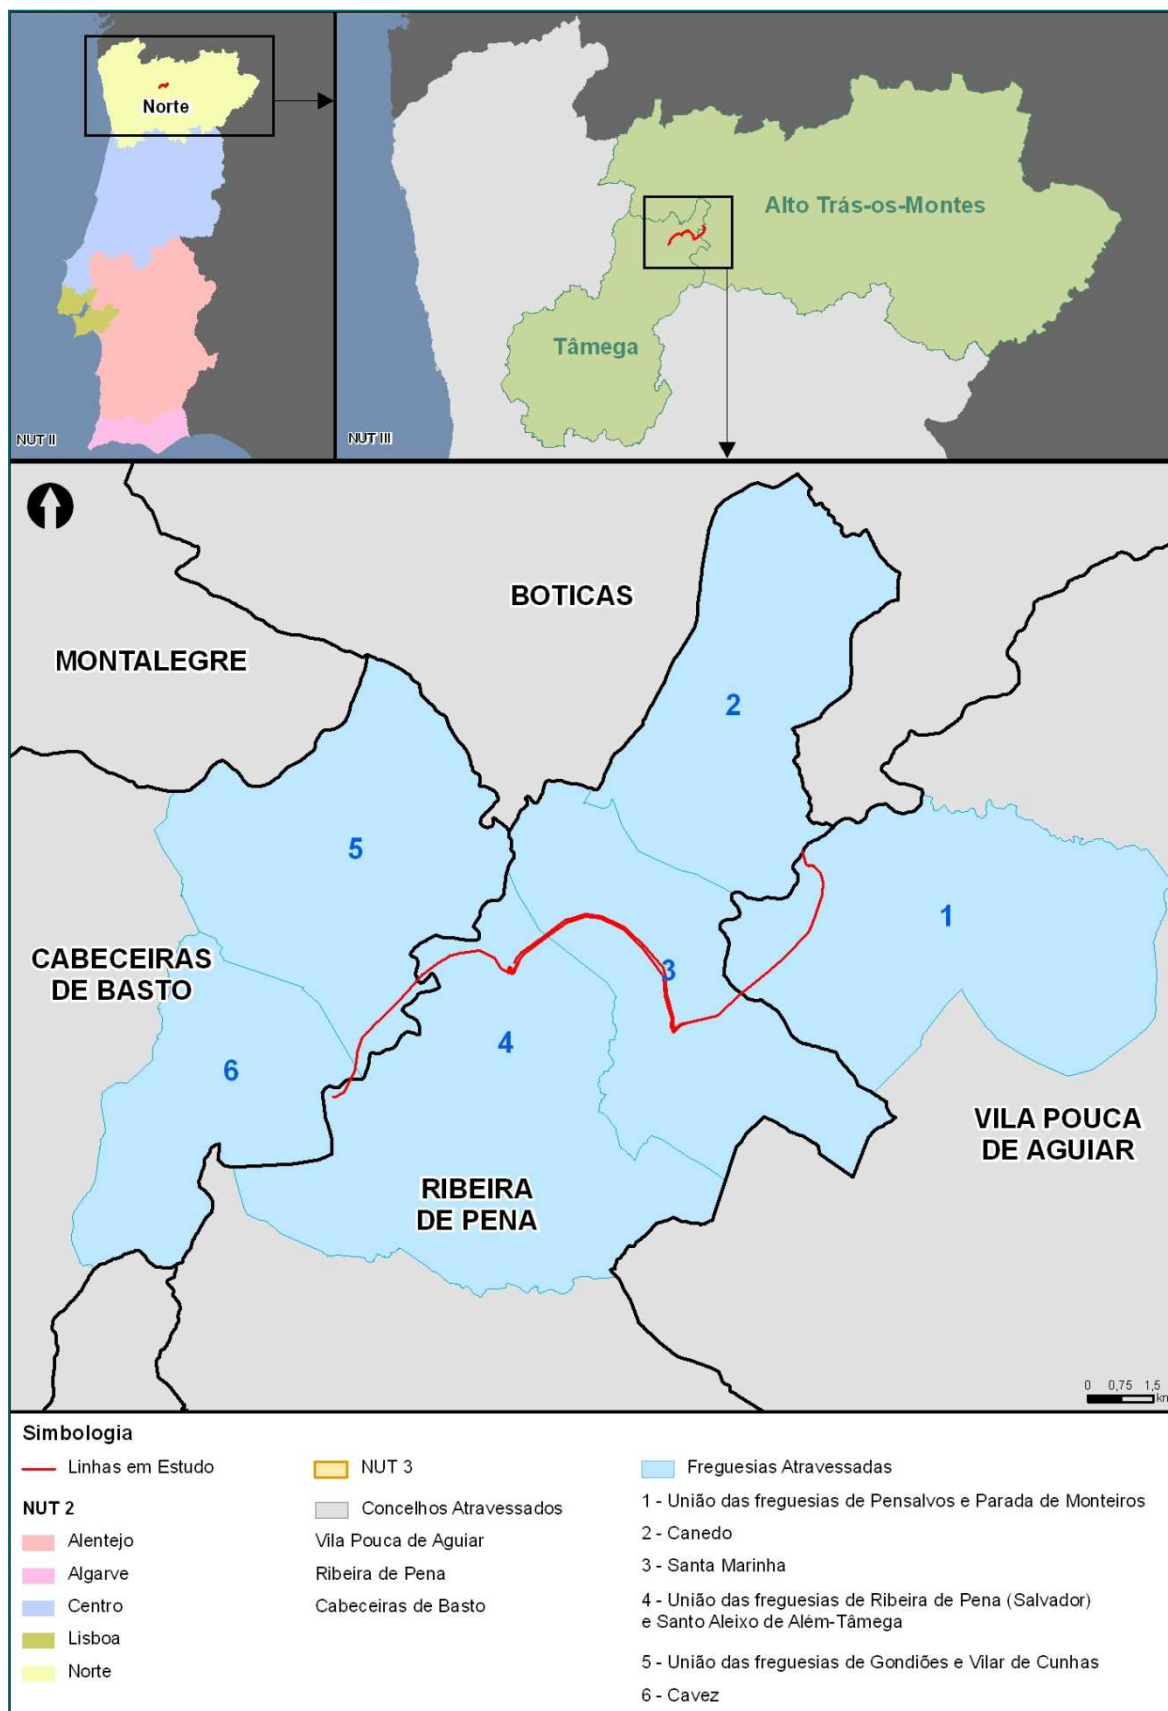 Norte
NUT II
Alto Trás-os-Montes
Tâmega
NUT III
BOTICAS
MONTALEGRE
2
5
1
CABECEIRAS
DE BASTO
3
4
6
VILA POUCA
DE AGUIAR
RIBEIRA
DE PENA
0 0,75 1,5
km
Simbologia
Linhas em Estudo
NUT 2
Alentejo
Algarve
Centro
Lisboa
Norte
NUT 3
Concelhos Atravessados
Vila Pouca de Aguiar
Ribeira de Pena
Cabeceiras de Basto
Freguesias Atravessadas
1 - União das freguesias de Pensalvos e Parada de Monteiros
2 - Canedo
3 - Santa Marinha
4 - União das freguesias de Ribeira de Pena (Salvador)
e Santo Aleixo de Além-Tâmega
5 - União das freguesias de Gondiões e Vilar de Cunhas
6 - Cavez